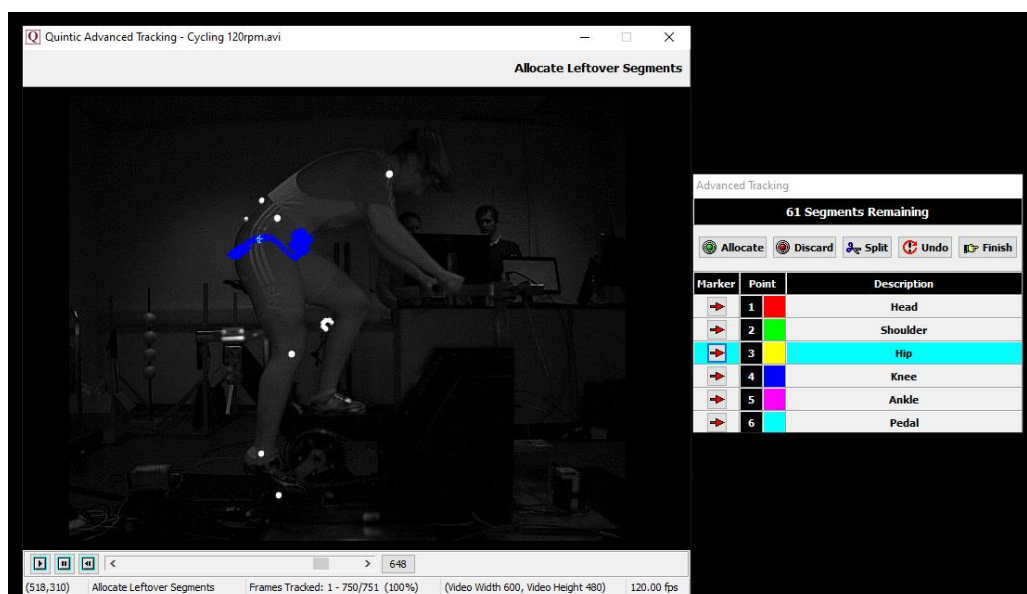 Quintic Advanced Tracking - Cycling 120rpm.avi
Allocate Leftover Segments
Advanced Tracking
61 Segments Remaining
Allocate Discard Split Undo Finish
Marker Point Description
1 Head
2 Shoulder
3 Hip
4 Knee
5 Ankle
6 Pedal
648
(518,310) Allocate Leftover Segments Frames Tracked: 1 - 750/751 (100%) (Video Width 600, Video Height 480) 120.00 fps